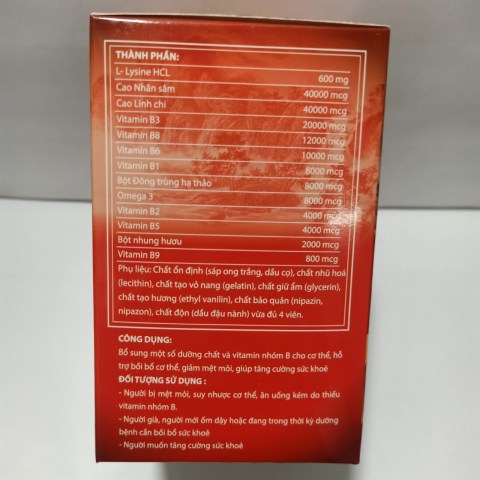 THÀNH PHẦN:
L- Lysine HCL 600 mg
Cao Nhân sâm 40000 mcg
Cao Linh chi 40000 mcg
Vitamin B3 20000 mcg
Vitamin B8 12000 mcg
Vitamin B6 10000 mcg
Vitamin B1 8000 mcg
Bột Đông trùng hạ thảo 8000 mcg
Omega 3 8000 mcg
Vitamin B2 4000 mcg
Vitamin B5 4000 mcg
Bột nhung hươu 2000 mcg
Vitamin B9 800 mcg
Phụ liệu: Chất ổn định (sáp ong trắng, dầu cọ), chất nhũ hoá
(lecithin), chất tạo vỏ nang (gelatin), chất giữ ẩm (glycerin),
chất tạo hương (ethyl vanilin), chất bảo quản (nipazin,
nipazon), chất độn (dầu đậu nành) vừa đủ 4 viên.
CÔNG DỤNG:
Bổ sung một số dưỡng chất và vitamin nhóm B cho cơ thể, hỗ
trợ bồi bổ cơ thể, giảm mệt mỏi, giúp tăng cường sức khoẻ
ĐỐI TƯỢNG SỬ DỤNG :
- Người bị mệt mỏi, suy nhược cơ thể, ăn uống kém do thiếu
vitamin nhóm B.
- Người già, người mới ốm dậy hoặc đang trong thời kỳ dưỡng
bệnh cần bồi bổ sức khoẻ
- Người muốn tăng cường sức khoẻ